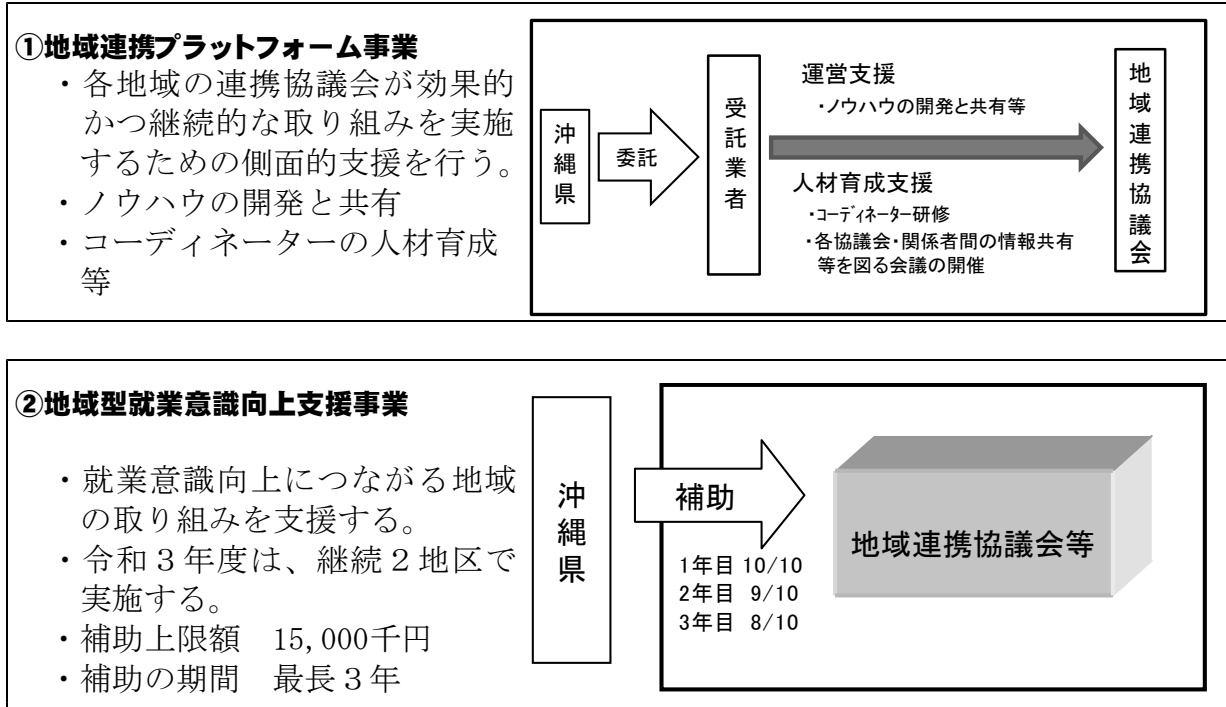 ①地域連携プラットフォーム事業
・各地域の連携協議会が効果的
かつ継続的な取り組みを実施
するための側面的支援を行う。
・ノウハウの開発と共有
・コーディネーターの人材育成
等
沖縄県
委託
受託業者
運営支援
・ノウハウの開発と共有等
人材育成支援
・コーディネーター研修
・各協議会・関係者間の情報共有
等を図る会議の開催
地域連携協議会
②地域型就業意識向上支援事業
・就業意識向上につながる地域
の取り組みを支援する。
・令和３年度は、継続２地区で
実施する。
・補助上限額　15,000千円
・補助の期間　最長３年
沖縄県
補助
1年目 10/10
2年目 9/10
3年目 8/10
地域連携協議会等